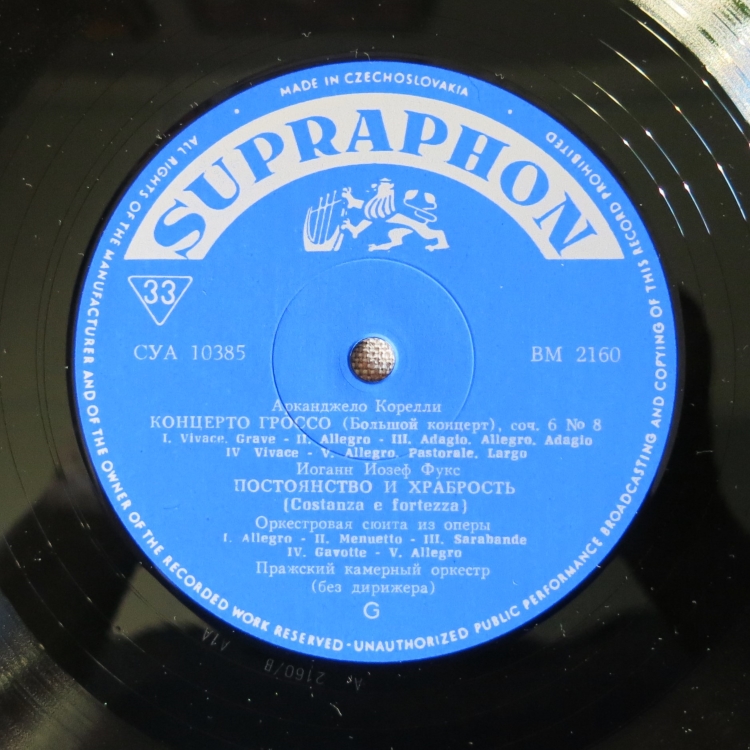 MADE IN CZECHOSLOVAKIA
ALL RIGHTS OF THE MANUFACTURER AND OF THE OWNER OF THE RECORDED WORK RESERVED - UNAUTHORIZED PUBLIC PERFORMANCE BROADCASTING AND COPYING OF THIS RECORD PROHIBITED
SUPRAPHON
33
СУА 10385
ВМ 2160
Арканджело Корелли
КОНЦЕРТО ГРОССО (Большой концерт), соч. 6 № 8
I. Vivace. Grave - II. Allegro - III. Adagio. Allegro. Adagio
IV Vivace - V. Allegro. Pastorale. Largo
Иоганн Иозеф Фукс
ПОСТОЯНСТВО И ХРАБРОСТЬ
(Costanza e fortezza)
Оркестровая сюита из оперы
I. Allegro - II. Menuetto - III. Sarabande
IV. Gavotte - V. Allegro
Пражский камерный оркестр
(без дирижера)
G